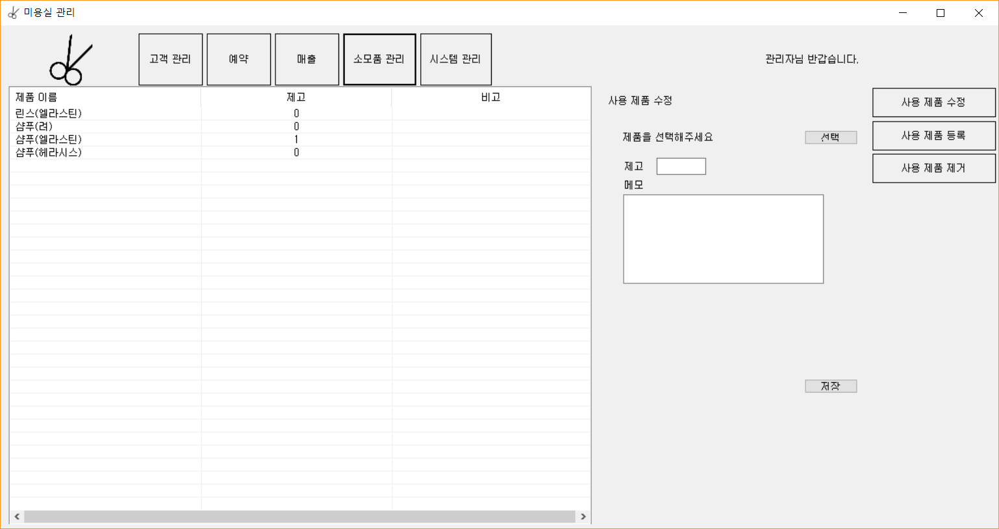 미용실 관리
고객 관리 예약 매출 소모품 관리 시스템 관리 관리자님 반갑습니다.
제품 이름 제고 비고
린스(엘라스틴) 0
샴푸(려) 0
샴푸(엘라스틴) 1
샴푸(헤라시스) 0
사용 제품 수정
제품을 선택해주세요 선택
제고
메모
저장
사용 제품 수정
사용 제품 등록
사용 제품 제거